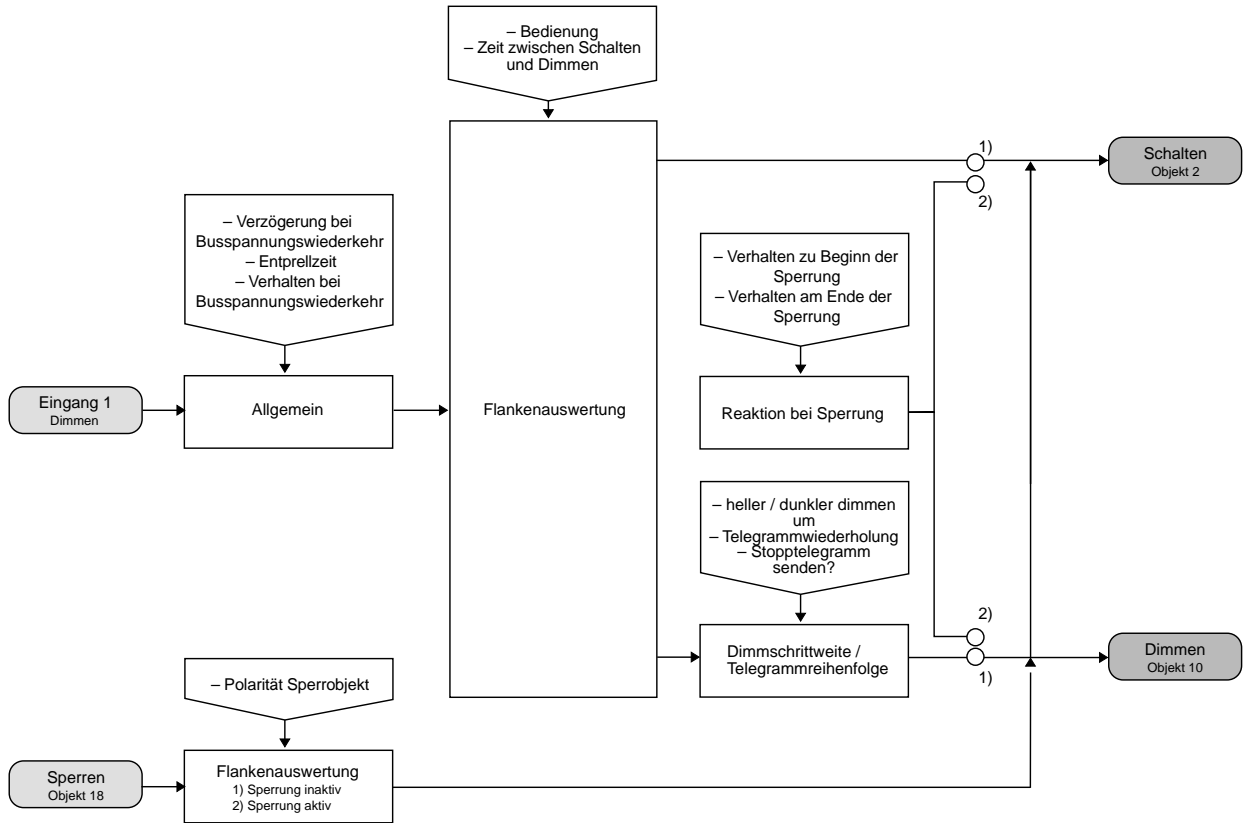 – Bedienung
– Zeit zwischen Schalten
und Dimmen
1)
Schalten
Objekt 2
2)
– Verzögerung bei
Busspannungswiederkehr
– Entprellzeit
– Verhalten bei
Busspannungswiederkehr
– Verhalten zu Beginn der
Sperrung
– Verhalten am Ende der
Sperrung
Eingang 1
Dimmen
Allgemein
Flankenauswertung
Reaktion bei Sperrung
– heller / dunkler dimmen
um
– Telegrammwiederholung
– Stopptelegramm
senden?
2)
Dimmschrittweite /
Telegrammreihenfolge
1)
Dimmen
Objekt 10
– Polarität Sperrobjekt
Sperren
Objekt 18
Flankenauswertung
1) Sperrung inaktiv
2) Sperrung aktiv